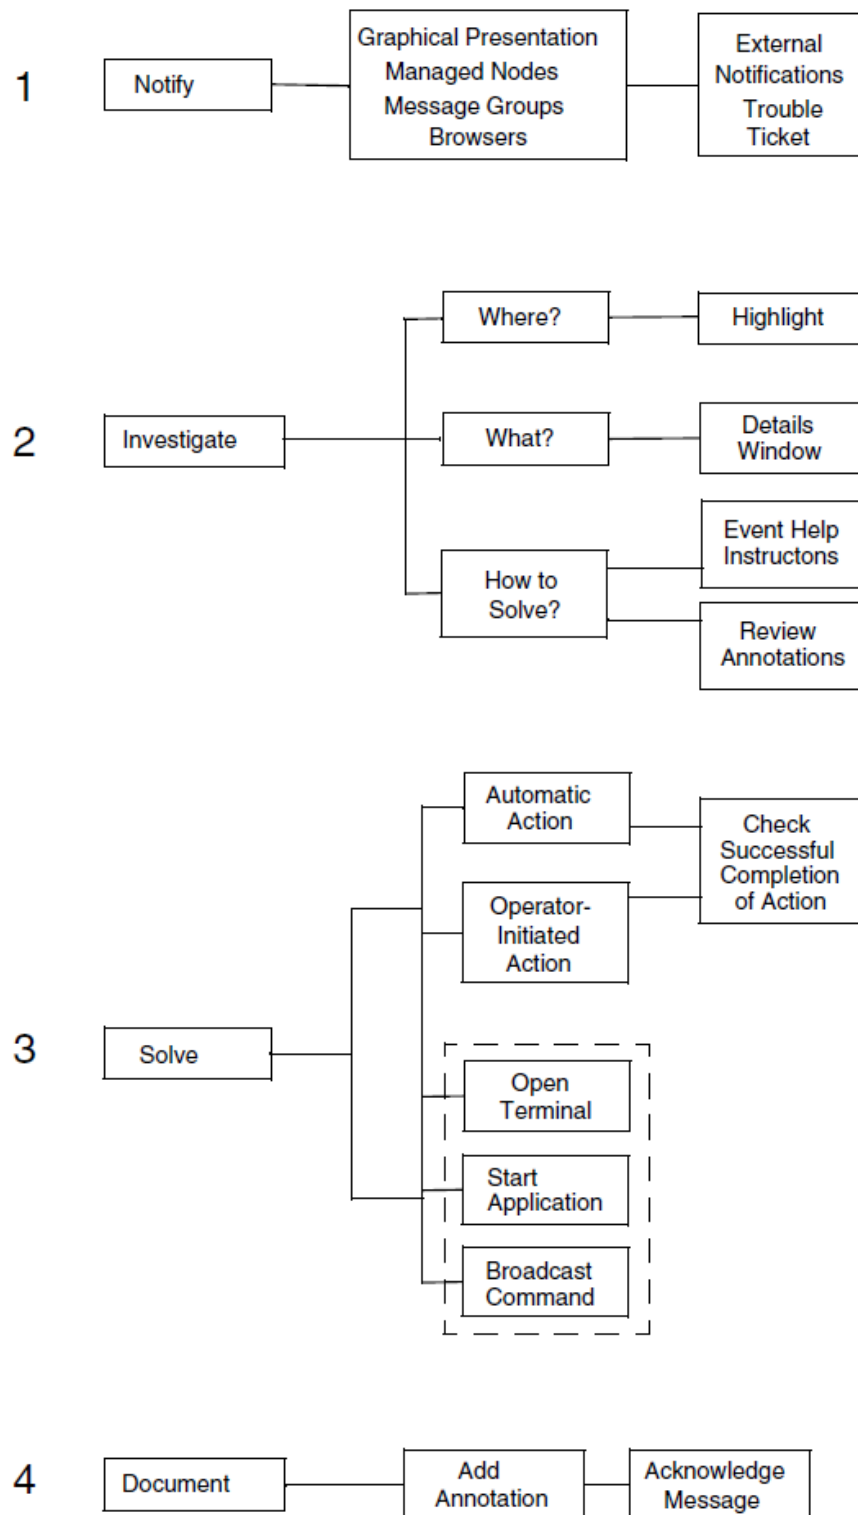 1
Notify
Graphical Presentation
Managed Nodes
Message Groups
Browsers
External
Notifications
Trouble
Ticket
2
Investigate
Where?
Highlight
What?
Details
Window
How to
Solve?
Event Help
Instructons
Review
Annotations
3
Solve
Automatic
Action
Operator-
Initiated
Action
Check
Successful
Completion
of Action
Open
Terminal
Start
Application
Broadcast
Command
4
Document
Add
Annotation
Acknowledge
Message